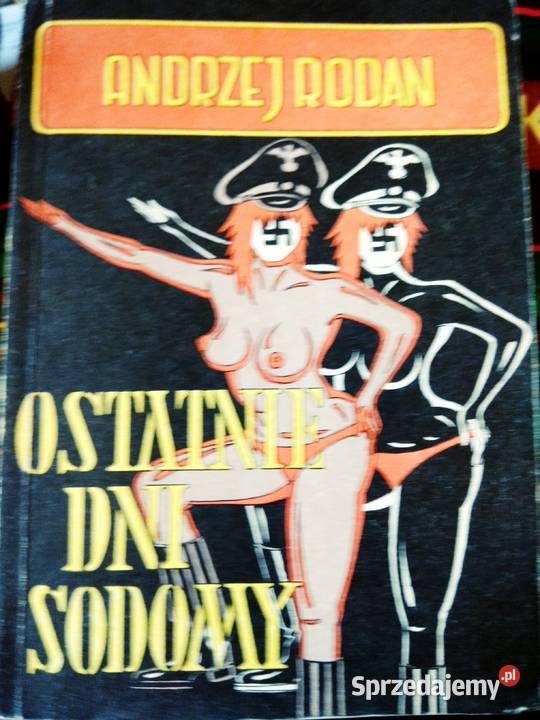 ANDRZEJ RODAN
OSTATNIE
DNI
SODOMY
Sprzedajemy.pl